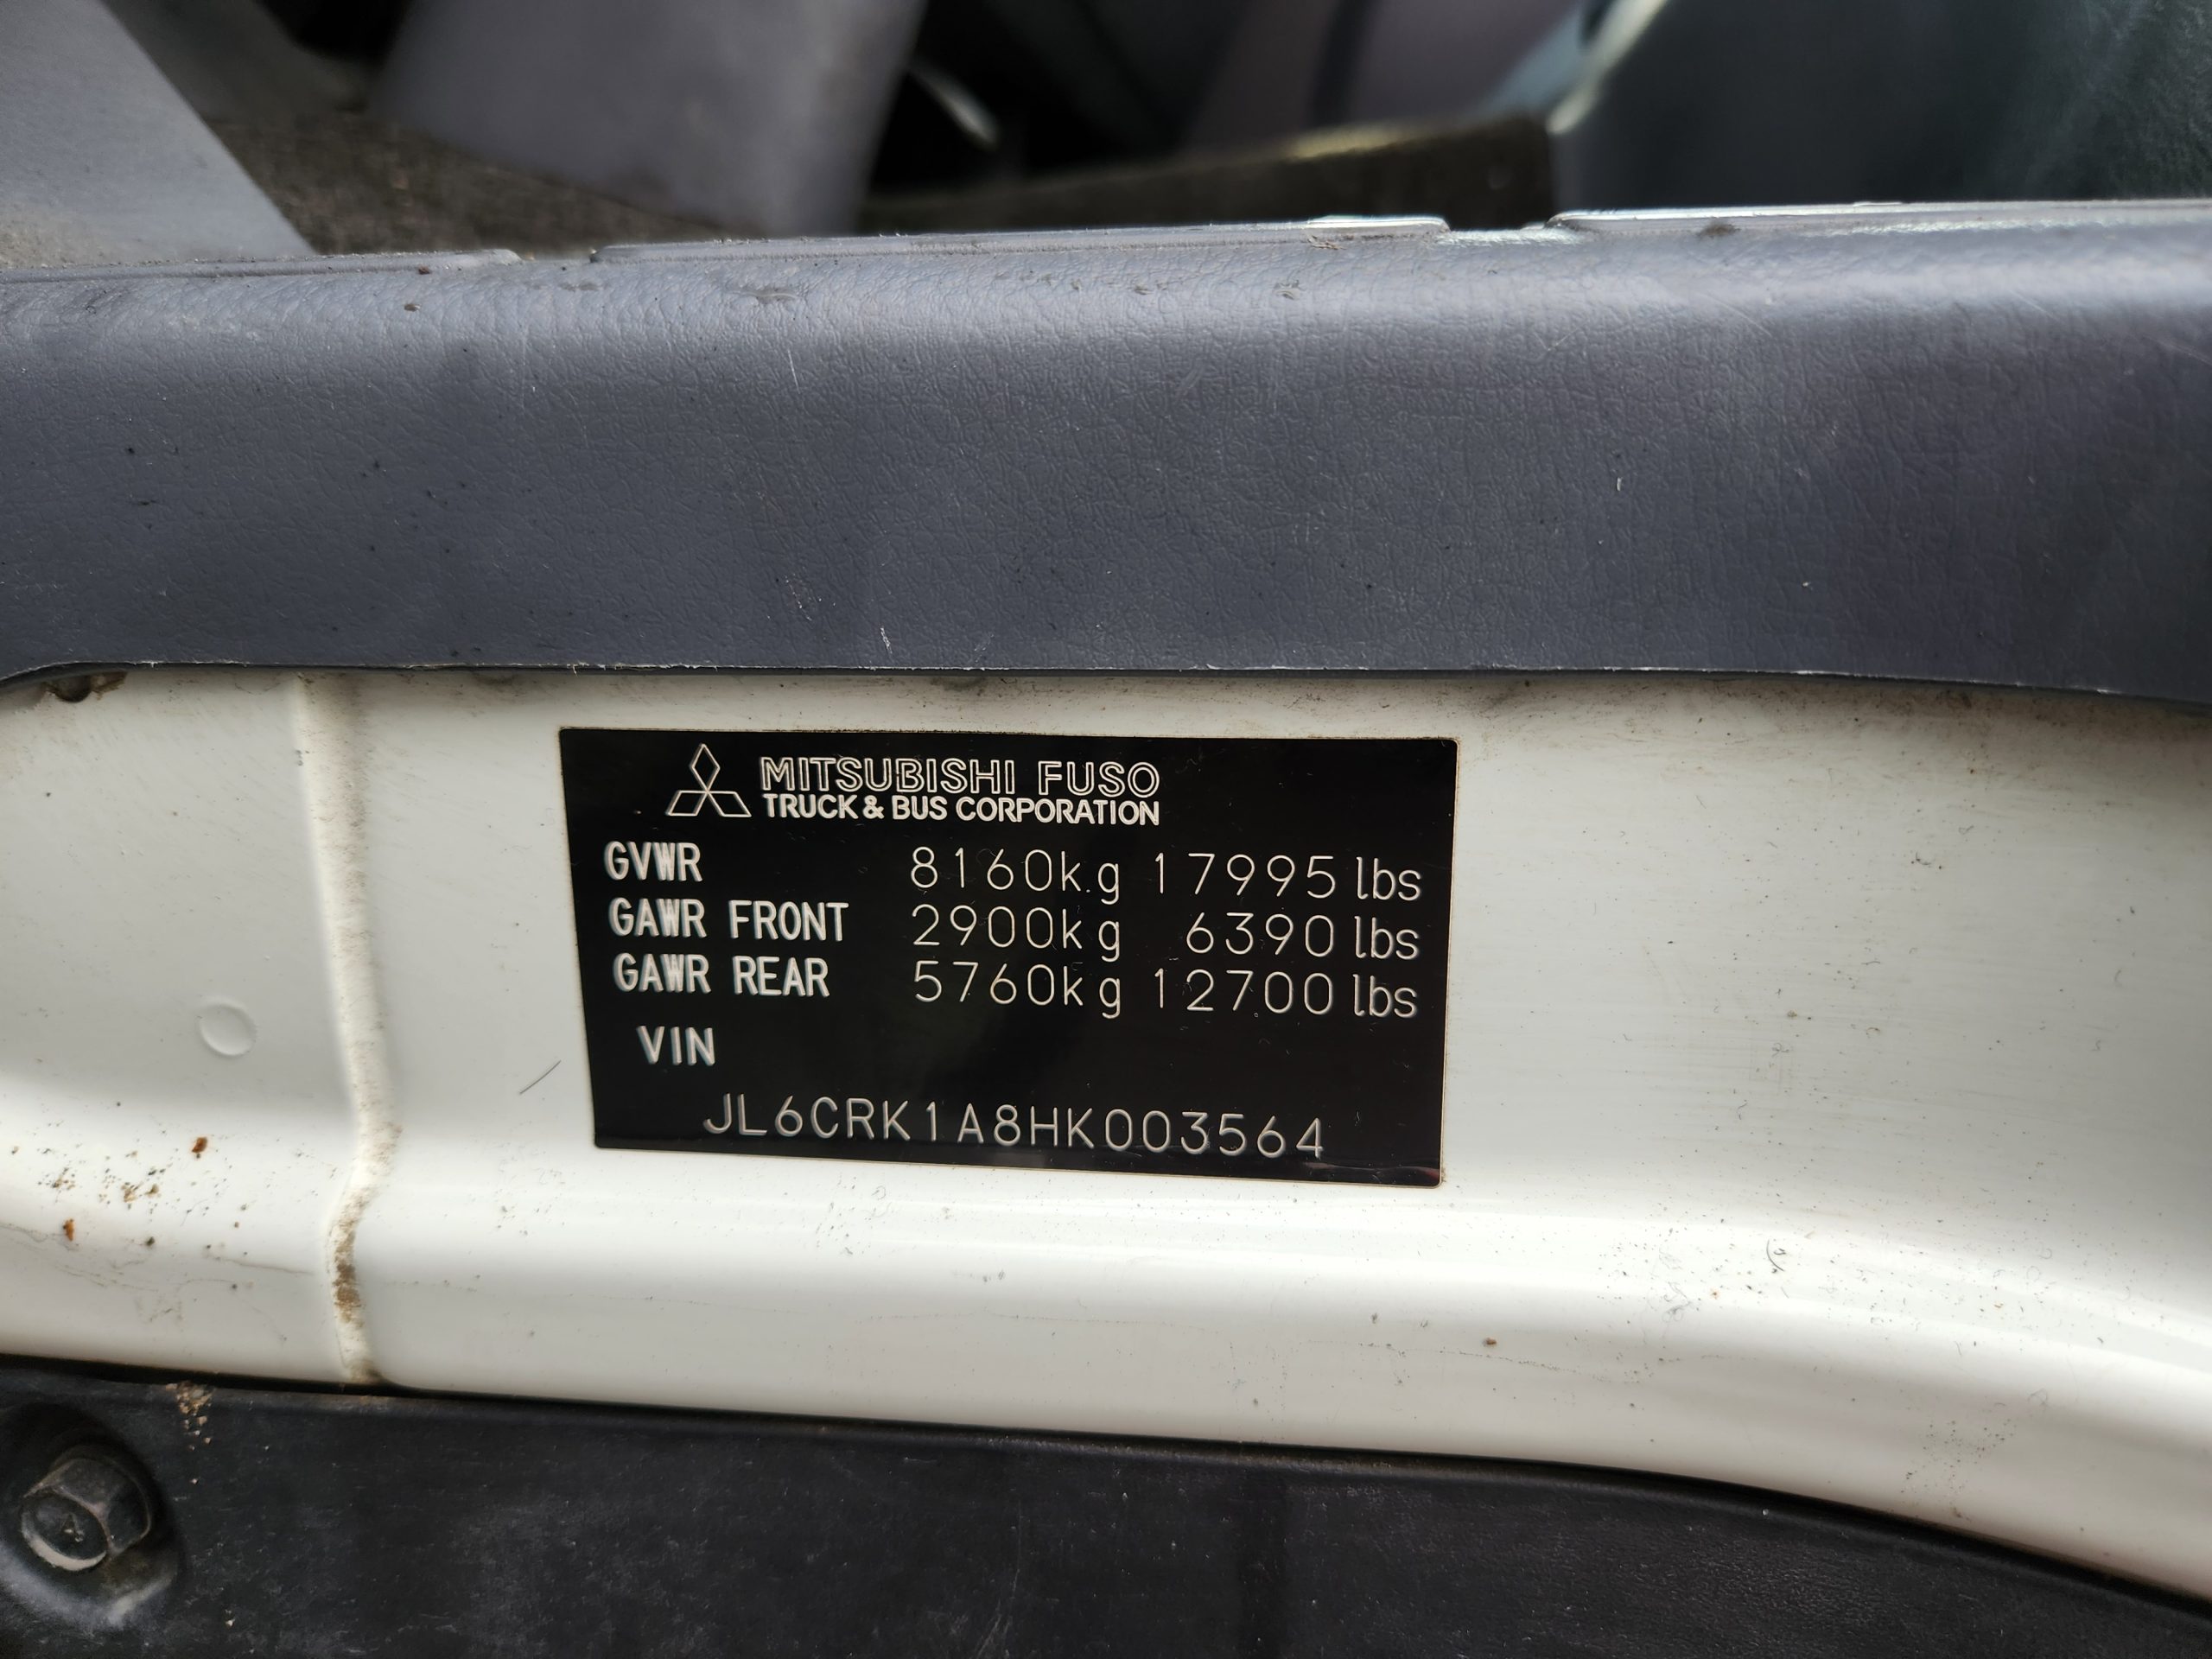 MITSUBISHI FUSO
TRUCK & BUS CORPORATION
GVWR 8160kg 17995 lbs
GAWR FRONT 2900kg 6390 lbs
GAWR REAR 5760kg 12700 lbs
VIN
JL6CRK1A8HK003564